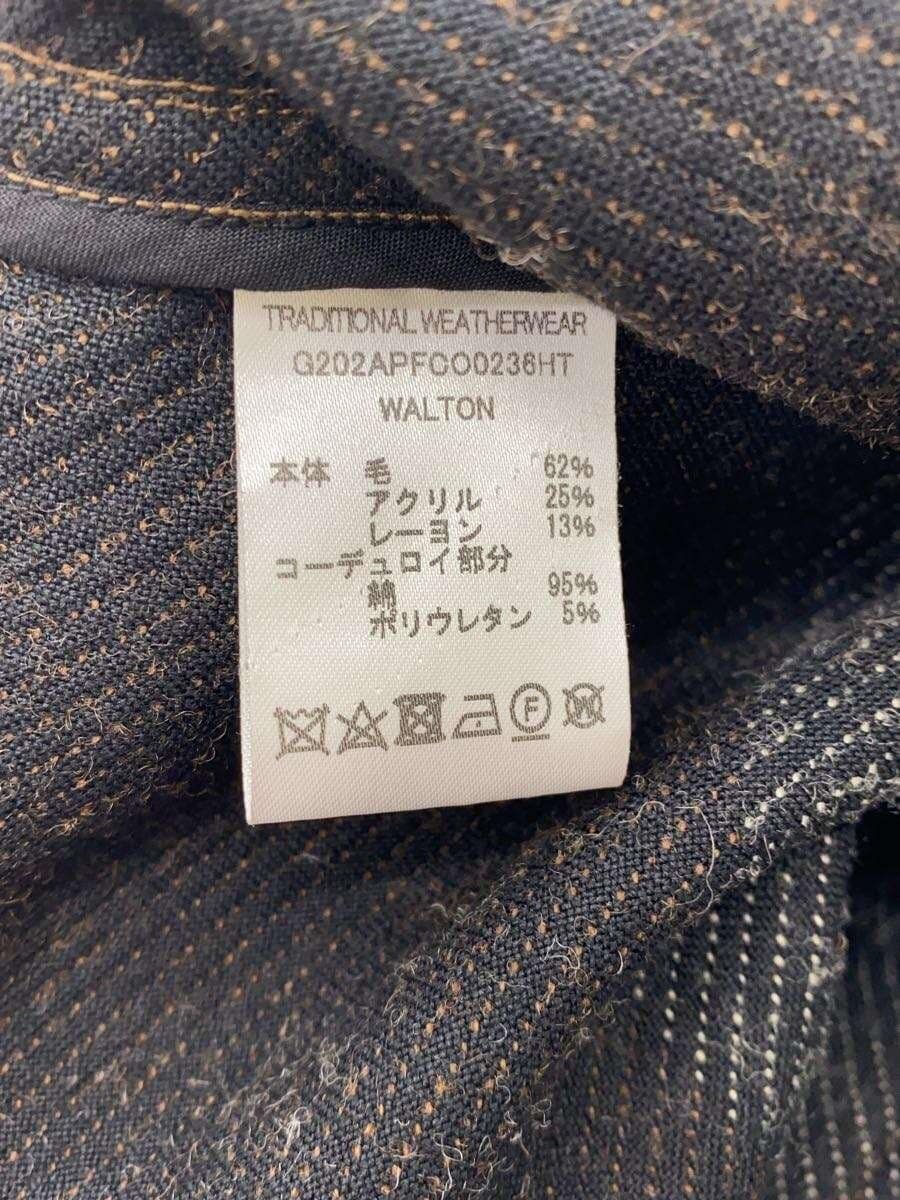 TRADITIONAL WEATHERWEAR
G202APFCO0236HT
WALTON
本体 毛 62%
アクリル 25%
レーヨン 13%
コーデュロイ部分
綿 95%
ポリウレタン 5%
F W